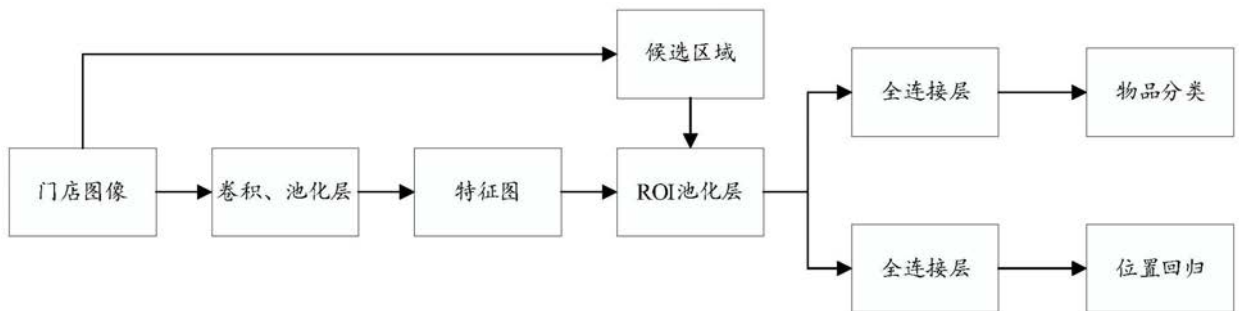 候选区域
全连接层
物品分类
门店图像
卷积、池化层
特征图
ROI池化层
全连接层
位置回归